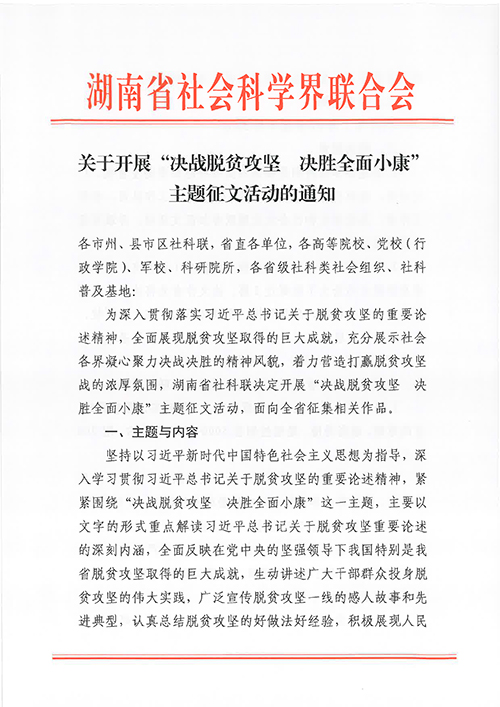 湖南省社会科学界联合会
关于开展“决战脱贫攻坚　决胜全面小康”
主题征文活动的通知
各市州、县市区社科联，省直各单位，各高等院校、党校（行
政学院）、军校、科研院所，各省级社科类社会组织、社科
普及基地：
为深入贯彻落实习近平总书记关于脱贫攻坚的重要论
述精神，全面展现脱贫攻坚取得的巨大成就，充分展示社会
各界凝心聚力决战决胜的精神风貌，着力营造打赢脱贫攻坚
战的浓厚氛围，湖南省社科联决定开展“决战脱贫攻坚　决
胜全面小康”主题征文活动，面向全省征集相关作品。
一、主题与内容
坚持以习近平新时代中国特色社会主义思想为指导，深
入学习贯彻习近平总书记关于脱贫攻坚的重要论述精神，紧
紧围绕“决战脱贫攻坚　决胜全面小康”这一主题，主要以
文字的形式重点解读习近平总书记关于脱贫攻坚重要论述
的深刻内涵，全面反映在党中央的坚强领导下我国特别是我
省脱贫攻坚取得的巨大成就，生动讲述广大干部群众投身脱
贫攻坚的伟大实践，广泛宣传脱贫攻坚一线的感人故事和先
进典型，认真总结脱贫攻坚的好做法好经验，积极展现人民